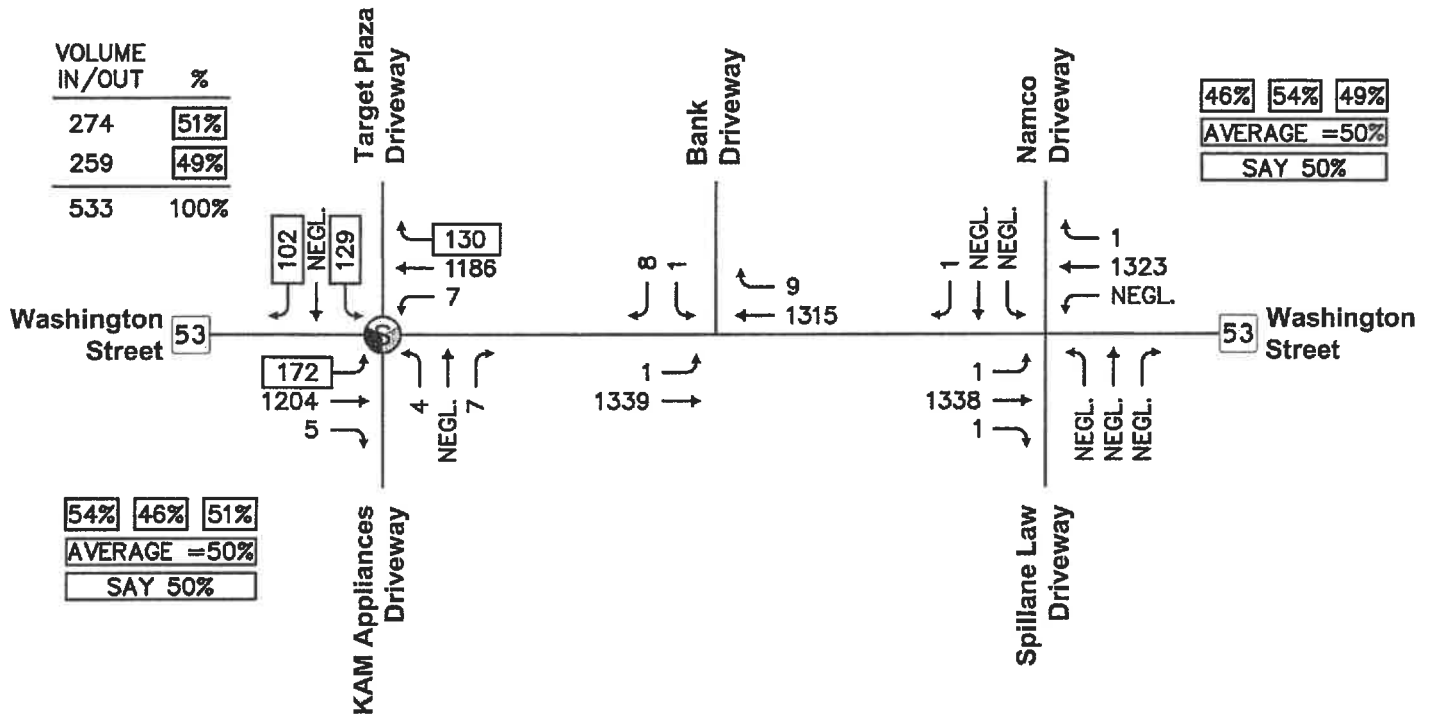 VOLUME
IN/OUT %
274 51%
259 49%
533 100%
Target Plaza
Driveway
Bank
Driveway
Namco
Driveway
46% 54% 49%
AVERAGE =50%
SAY 50%
102
NEGL.
129
130
1186
7
8
1
9
1315
1
NEGL.
NEGL.
1
1323
NEGL.
Washington
Street
53
S
53
Washington
Street
172
1204
5
4
NEGL.
7
1
1339
1
1338
1
NEGL.
NEGL.
NEGL.
54% 46% 51%
AVERAGE =50%
SAY 50%
KAM Appliances
Driveway
Spillane Law
Driveway